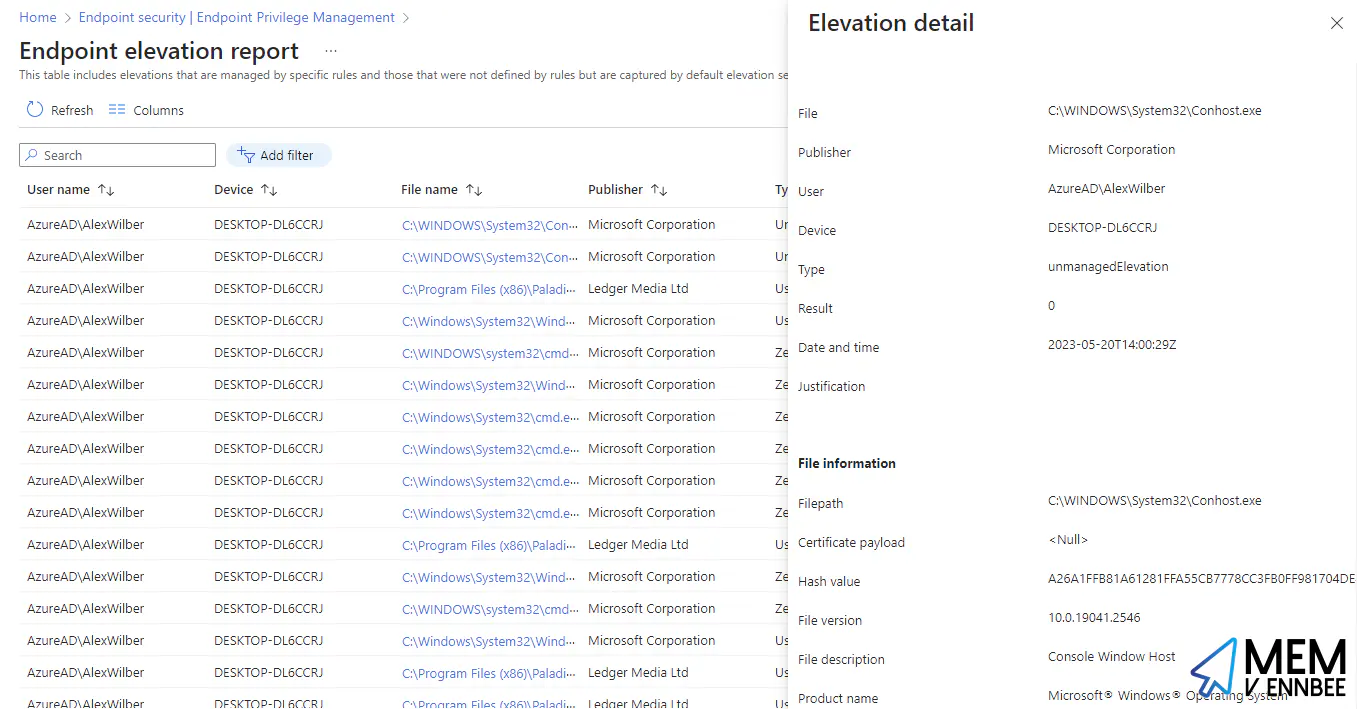 Home > Endpoint security | Endpoint Privilege Management >
Endpoint elevation report ...
This table includes elevations that are managed by specific rules and those that were not defined by rules but are captured by default elevation se
Refresh Columns
Search Add filter
User name ↑↓ Device ↑↓ File name ↑↓ Publisher ↑↓ Ty
AzureAD\AlexWilber DESKTOP-DL6CCRJ C:\WINDOWS\System32\Con... Microsoft Corporation Un
AzureAD\AlexWilber DESKTOP-DL6CCRJ C:\WINDOWS\System32\Con... Microsoft Corporation Un
AzureAD\AlexWilber DESKTOP-DL6CCRJ C:\Program Files (x86)\Paladi... Ledger Media Ltd Us
AzureAD\AlexWilber DESKTOP-DL6CCRJ C:\Windows\System32\Wind... Microsoft Corporation Us
AzureAD\AlexWilber DESKTOP-DL6CCRJ C:\WINDOWS\system32\cmd... Microsoft Corporation Ze
AzureAD\AlexWilber DESKTOP-DL6CCRJ C:\Windows\System32\Wind... Microsoft Corporation Ze
AzureAD\AlexWilber DESKTOP-DL6CCRJ C:\Windows\System32\cmd.e... Microsoft Corporation Ze
AzureAD\AlexWilber DESKTOP-DL6CCRJ C:\Windows\System32\cmd.e... Microsoft Corporation Ze
AzureAD\AlexWilber DESKTOP-DL6CCRJ C:\Windows\System32\cmd.e... Microsoft Corporation Ze
AzureAD\AlexWilber DESKTOP-DL6CCRJ C:\Windows\System32\cmd.e... Microsoft Corporation Ze
AzureAD\AlexWilber DESKTOP-DL6CCRJ C:\Program Files (x86)\Paladi... Ledger Media Ltd Us
AzureAD\AlexWilber DESKTOP-DL6CCRJ C:\Windows\System32\Wind... Microsoft Corporation Us
AzureAD\AlexWilber DESKTOP-DL6CCRJ C:\WINDOWS\system32\cmd... Microsoft Corporation Ze
AzureAD\AlexWilber DESKTOP-DL6CCRJ C:\Windows\System32\Wind... Microsoft Corporation Us
AzureAD\AlexWilber DESKTOP-DL6CCRJ C:\Program Files (x86)\Paladi... Ledger Media Ltd Us
AzureAD\AlexWilber DESKTOP-DL6CCRJ C:\Program Files (x86)\Paladi... Ledger Media Ltd Us
Elevation detail
File C:\WINDOWS\System32\Conhost.exe
Publisher Microsoft Corporation
User AzureAD\AlexWilber
Device DESKTOP-DL6CCRJ
Type unmanagedElevation
Result 0
Date and time 2023-05-20T14:00:29Z
Justification
File information
Filepath C:\WINDOWS\System32\Conhost.exe
Certificate payload <Null>
Hash value A26A1FFB81A61281FFA55CB7778CC3FB0FF981704DE
File version 10.0.19041.2546
File description Console Window Host
Product name Microsoft® Windows® Operating System
MEM
V ENNBEE